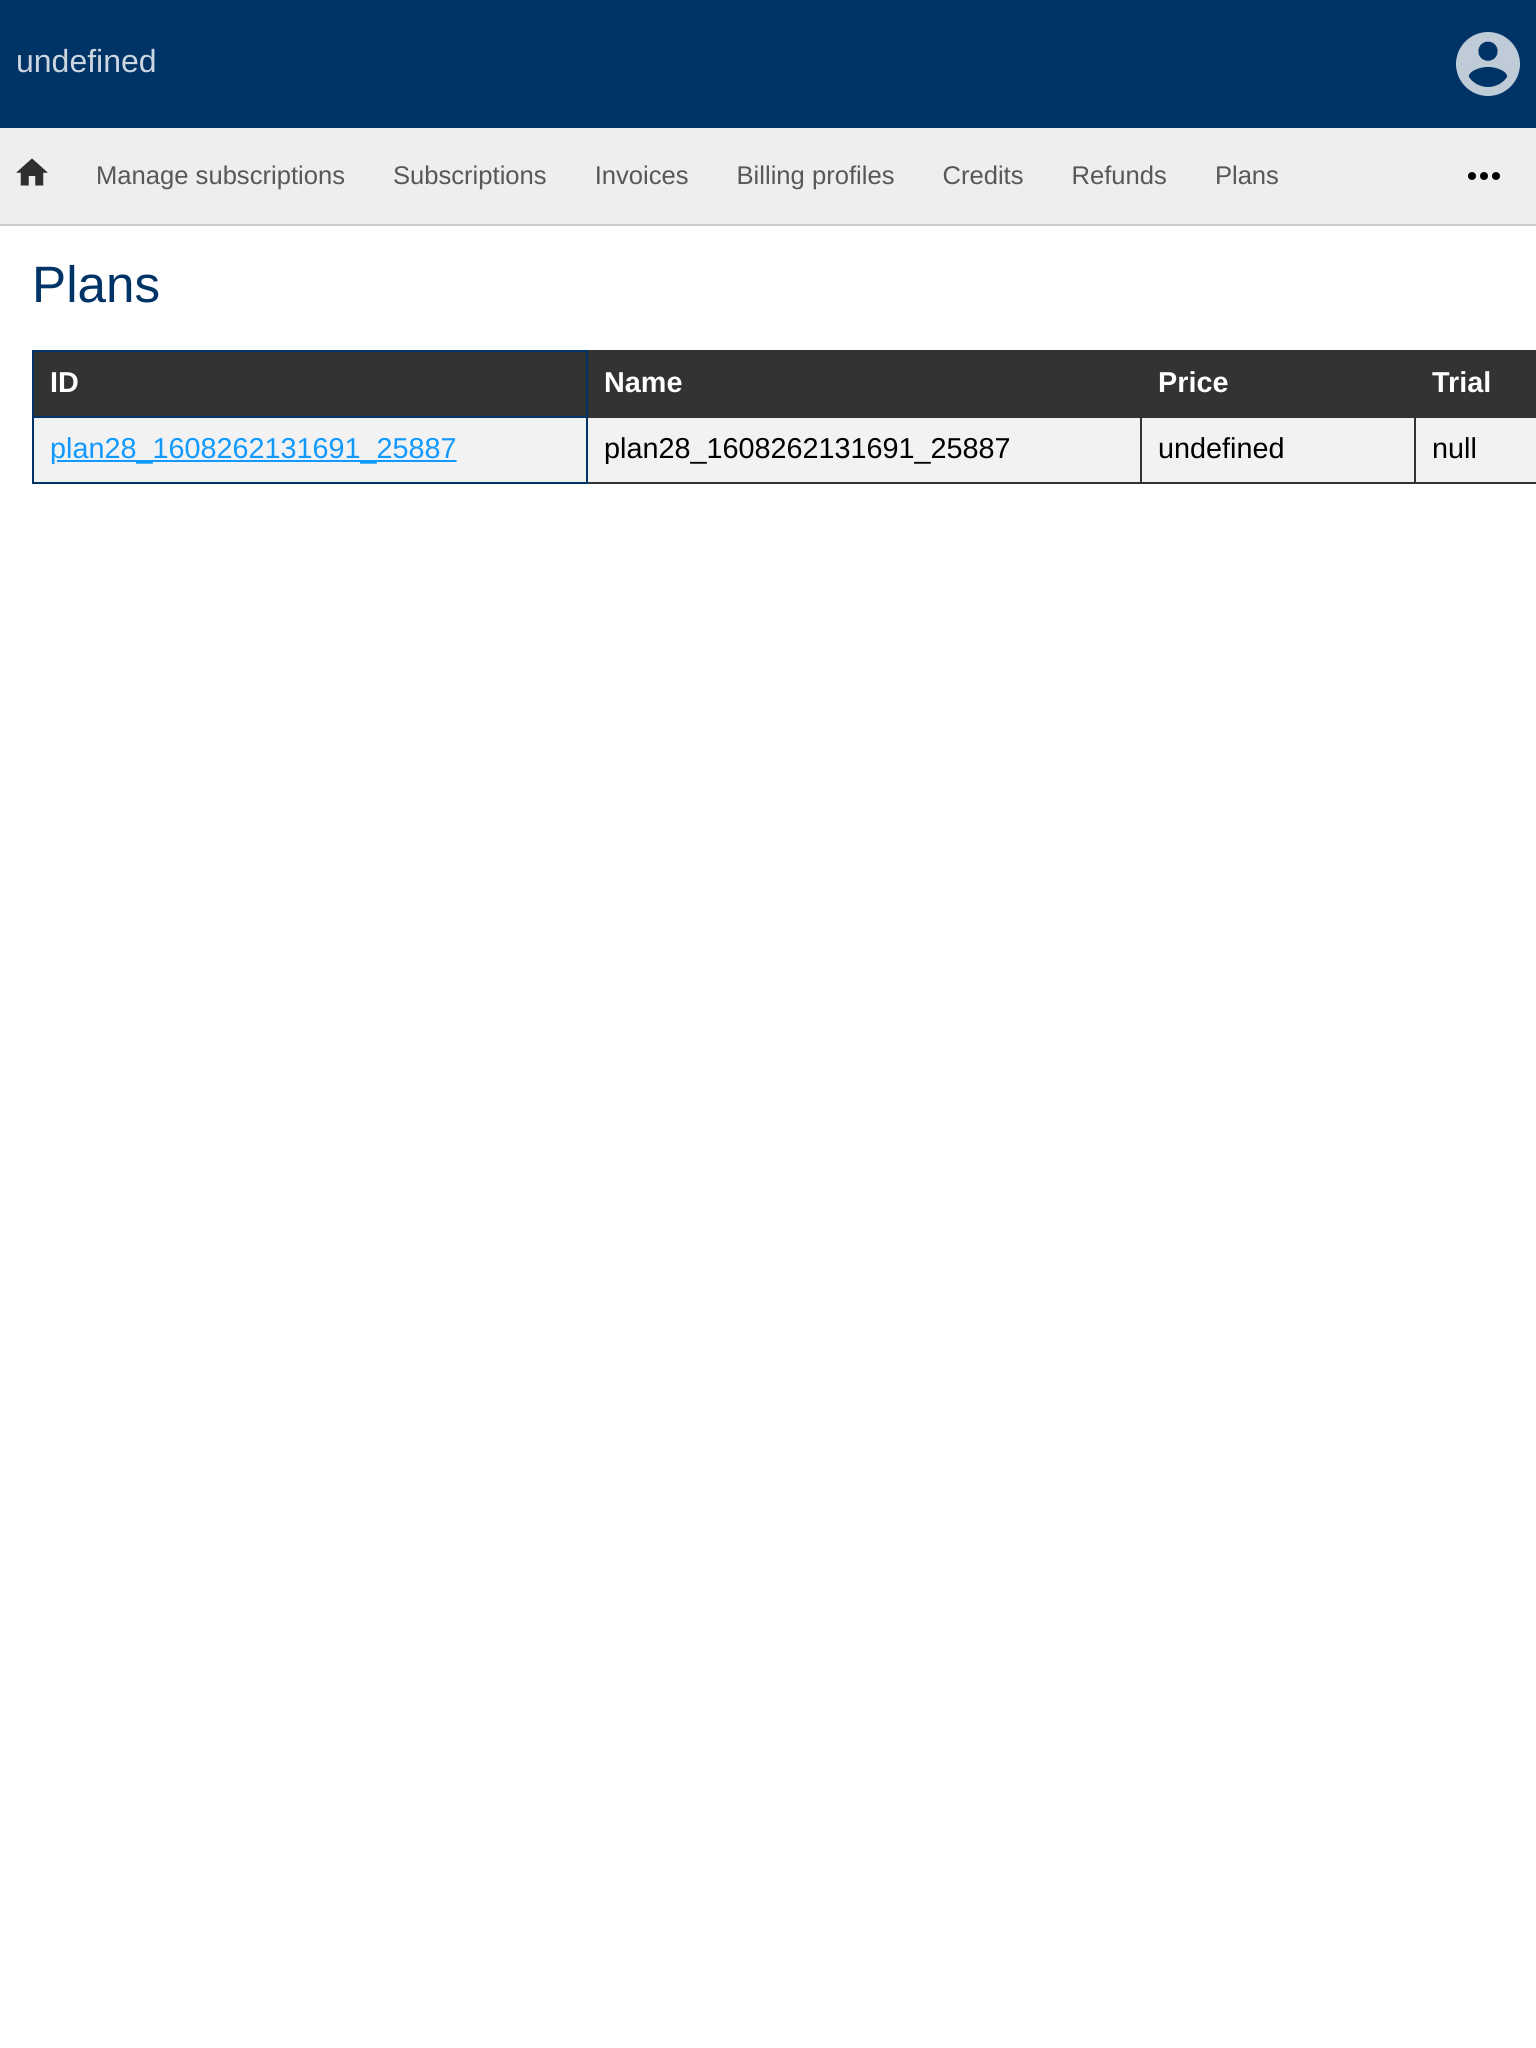 undefined
Manage subscriptions Subscriptions Invoices Billing profiles Credits Refunds Plans
Plans
ID Name Price Trial
plan28_1608262131691_25887 plan28_1608262131691_25887 undefined null